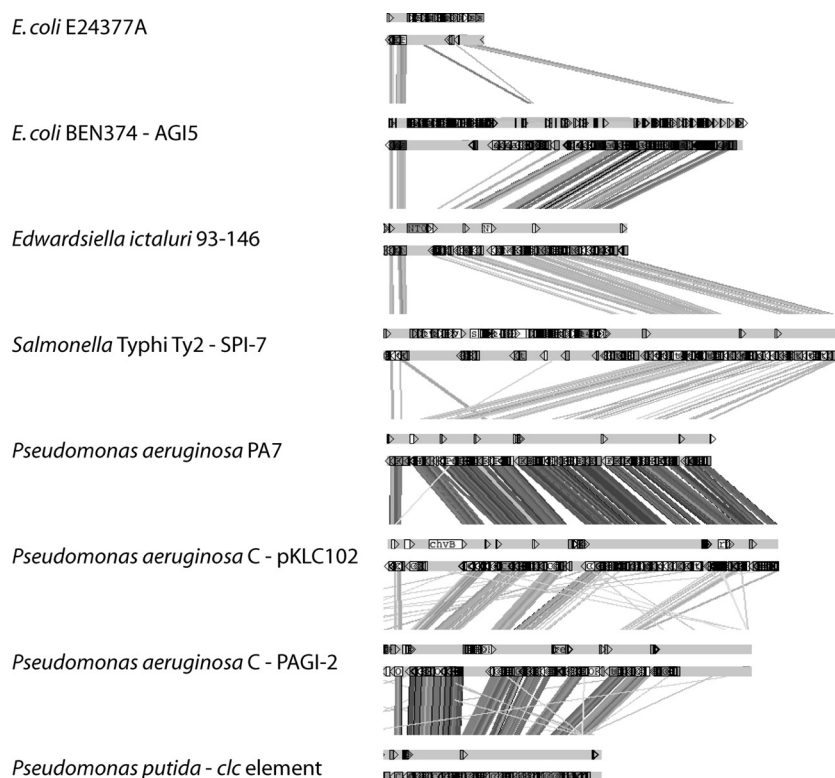 E. coli E24377A
E. coli BEN374 - AGI5
Edwardsiella ictaluri 93-146
Salmonella Typhi Ty2 - SPI-7
Pseudomonas aeruginosa PA7
Pseudomonas aeruginosa C - pKLC102
chvB
Pseudomonas aeruginosa C - PAGI-2
Pseudomonas putida - clc element